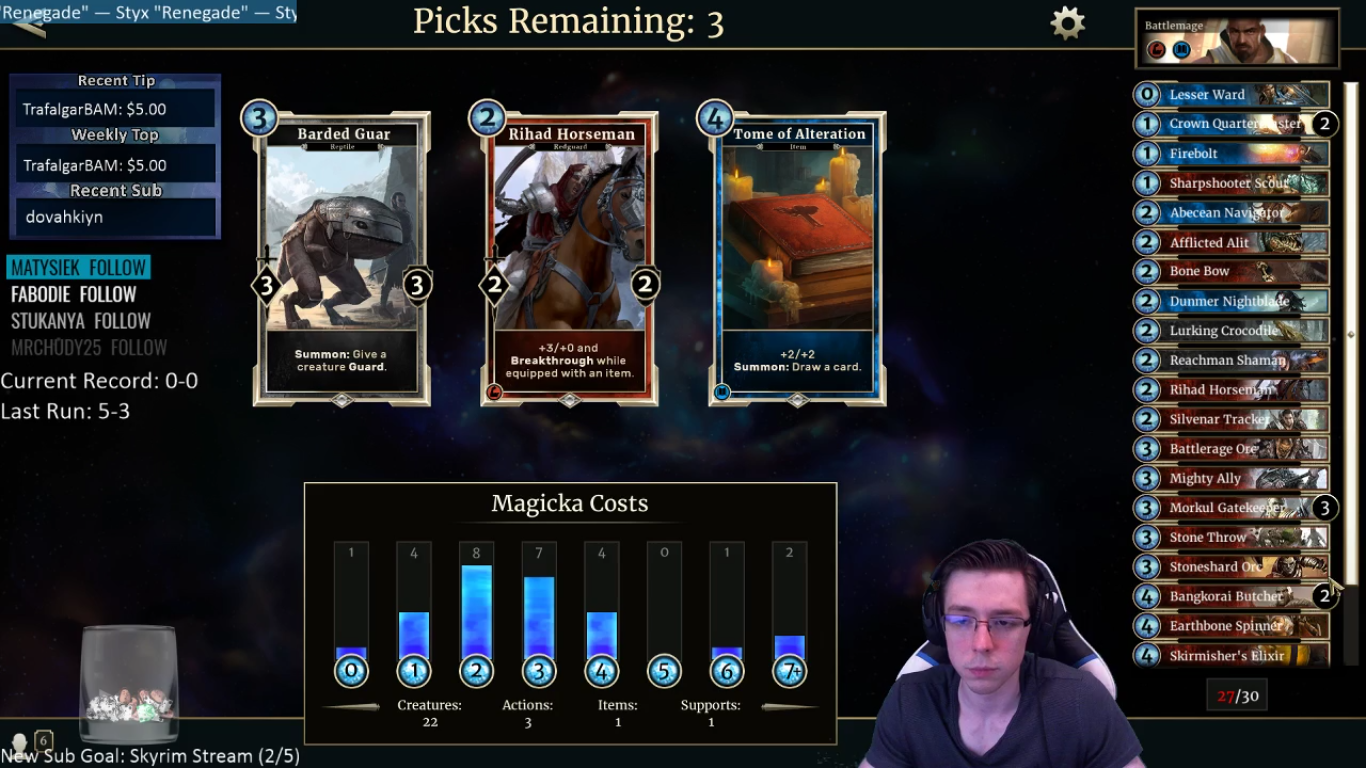 "Renegade" — Styx "Renegade" — Sty
Picks Remaining: 3
Battlemage
Recent Tip
TrafalgarBAM: $5.00
Weekly Top
TrafalgarBAM: $5.00
Recent Sub
dovahkiyn
MATYSIEK FOLLOW
FABODIE FOLLOW
STUKANYA FOLLOW
MRCHUDY25 FOLLOW
Current Record: 0-0
Last Run: 5-3
3
Barded Guar
Reptile
3
3
Summon: Give a
creature Guard.
2
Rihad Horseman
Redguard
2
2
+3/+0 and
Breakthrough while
equipped with an item.
4
Tome of Alteration
Item
+2/+2
Summon: Draw a card.
Magicka Costs
1 4 8 7 4 0 1 2
0 1 2 3 4 5 6 7+
Creatures: Actions: Items: Supports:
22 3 1 1
0 Lesser Ward
1 Crown Quartermaster 2
1 Firebolt
1 Sharpshooter Scout
2 Abecean Navigator
2 Afflicted Alit
2 Bone Bow
2 Dunmer Nightblade
2 Lurking Crocodile
2 Reachman Shaman
2 Rihad Horseman
2 Silvenar Tracker
3 Battlerage Orc
3 Mighty Ally
3 Morkul Gatekeeper 3
3 Stone Throw
3 Stoneshard Orc
4 Bangkorai Butcher 2
4 Earthbone Spinner
4 Skirmisher's Elixir
27/30
6
New Sub Goal: Skyrim Stream (2/5)